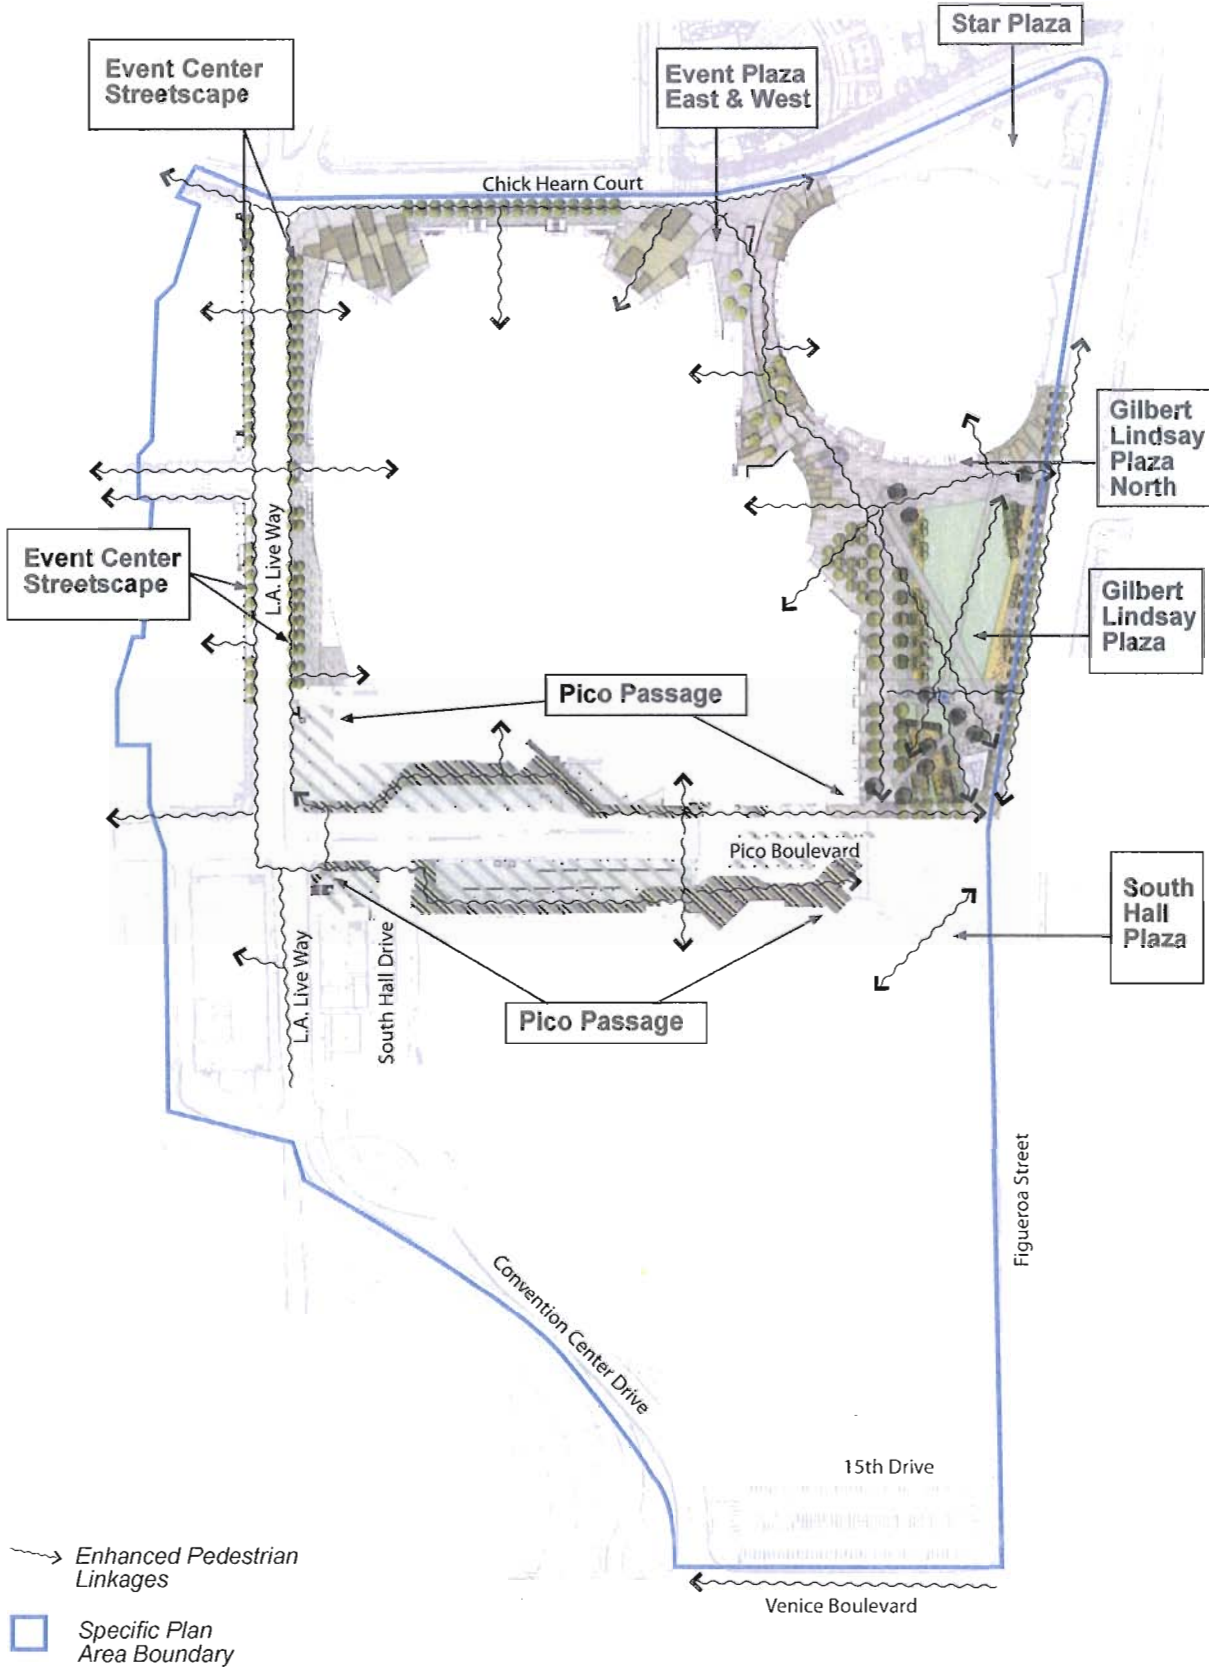 Star Plaza
Event Center
Streetscape
Event Plaza
East & West
Chick Hearn Court
Gilbert
Lindsay
Plaza
North
L.A. Live Way
Event Center
Streetscape
Gilbert
Lindsay
Plaza
Pico Passage
Pico Boulevard
South
Hall
Plaza
L.A. Live Way
South Hall Drive
Pico Passage
Figueroa Street
Convention Center Drive
15th Drive
Enhanced Pedestrian
Linkages
Venice Boulevard
Specific Plan
Area Boundary